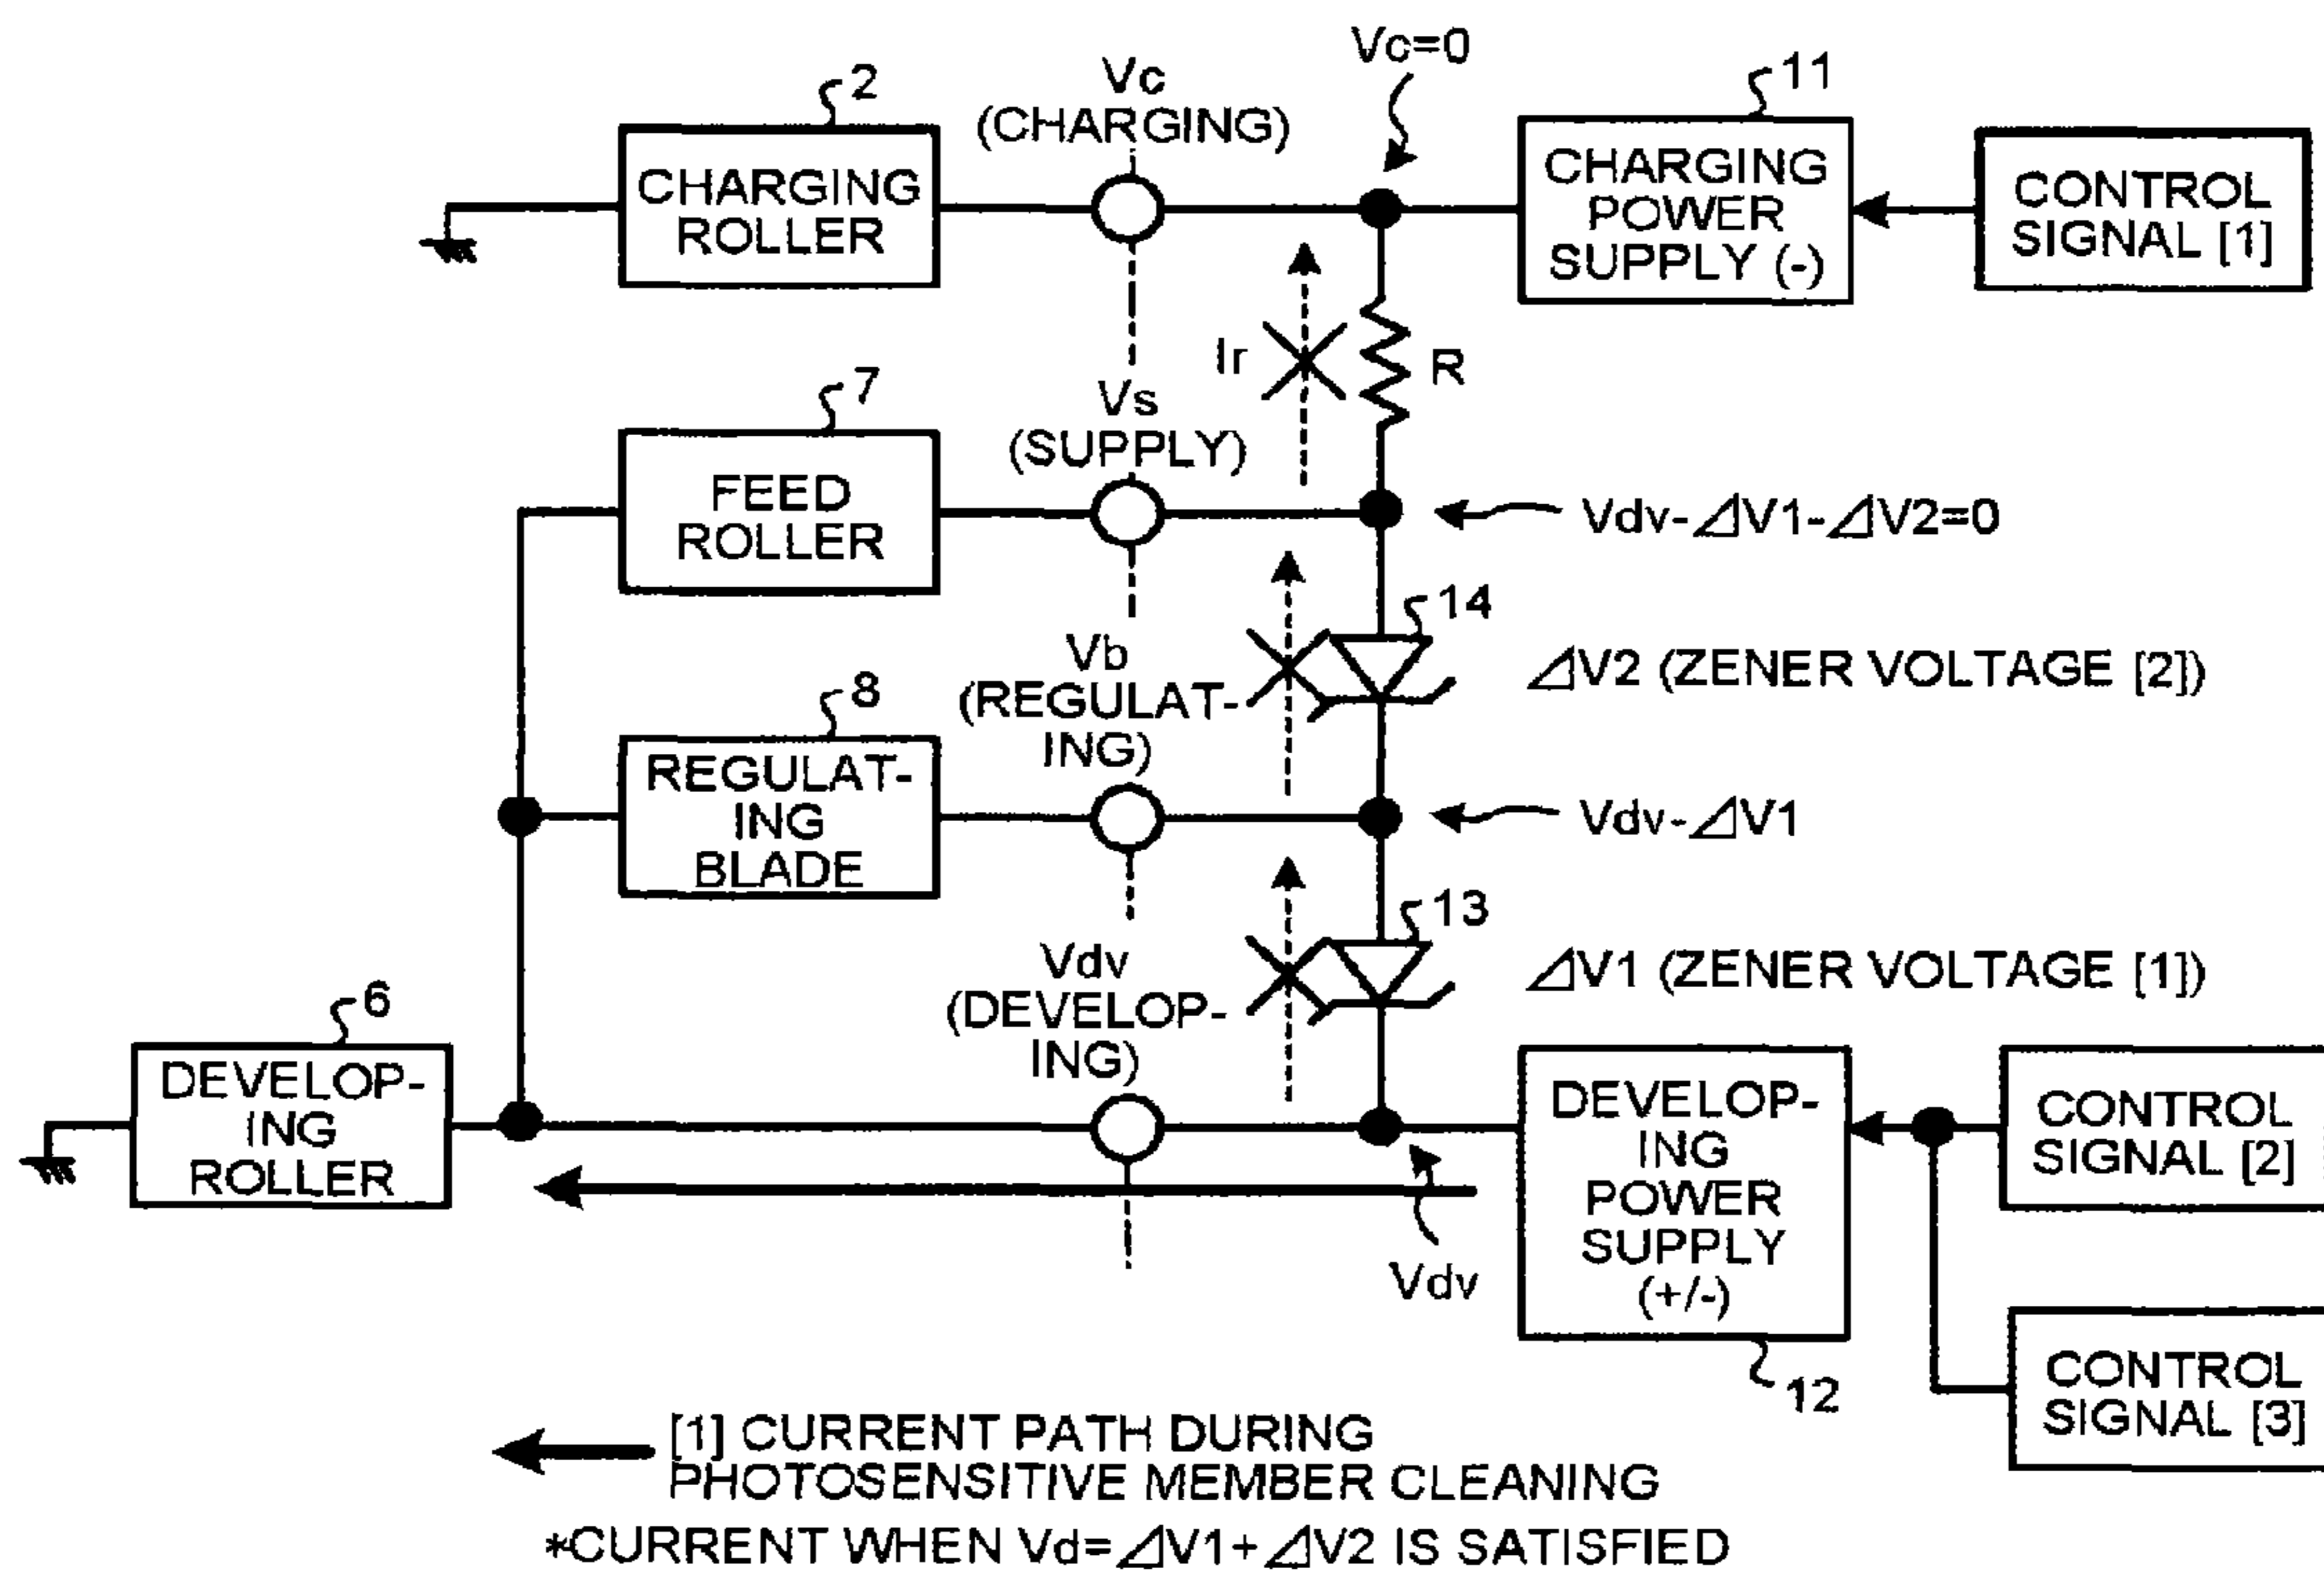 Vc=0
2
Vc
(CHARGING)
11
CHARGING
ROLLER
CHARGING
POWER
SUPPLY (-)
CONTROL
SIGNAL [1]
Ir
R
7
Vs
(SUPPLY)
FEED
ROLLER
Vdv-⊿V1-⊿V2=0
14
Vb
(REGULAT-
ING)
⊿V2 (ZENER VOLTAGE [2])
8
REGULAT-
ING
BLADE
Vdv-⊿V1
13
Vdv
(DEVELOP-
ING)
⊿V1 (ZENER VOLTAGE [1])
6
DEVELOP-
ING
ROLLER
DEVELOP-
ING
POWER
SUPPLY
(+/-)
CONTROL
SIGNAL [2]
Vdv
12
CONTROL
SIGNAL [3]
[1] CURRENT PATH DURING
PHOTOSENSITIVE MEMBER CLEANING
*CURRENT WHEN Vd=⊿V1+⊿V2 IS SATISFIED